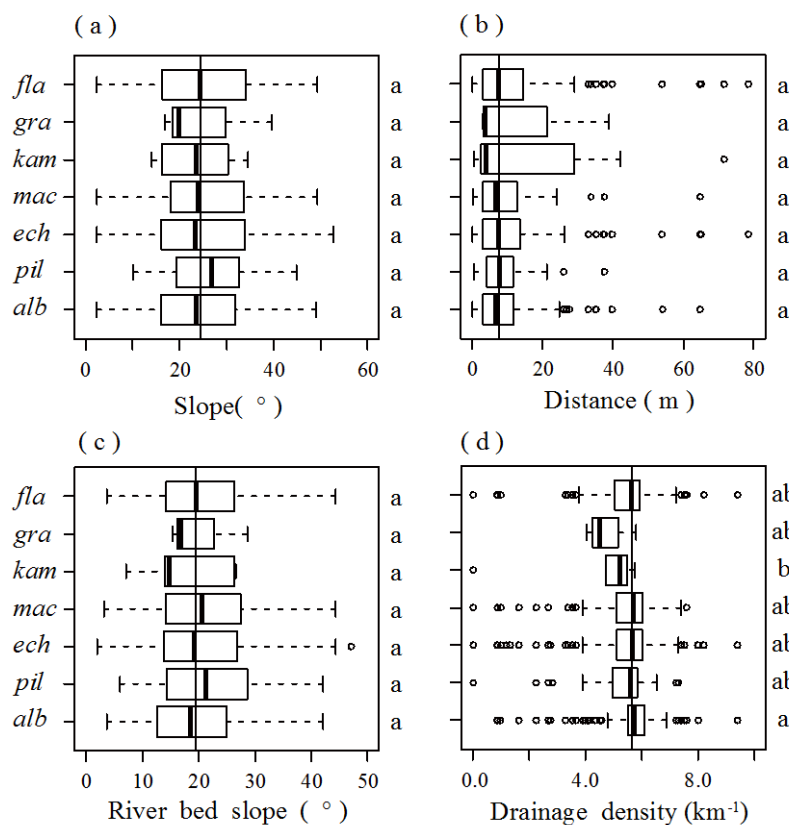 ( a )
( b )
fla a a
gra a a
kam a a
mac a a
ech a a
pil a a
alb a a
0 20 40 60 0 20 40 60 80
Slope( ° ) Distance ( m )
( c )
( d )
fla a ab
gra a ab
kam a b
mac a ab
ech a ab
pil a ab
alb a a
0 10 20 30 40 50 0.0 4.0 8.0
River bed slope ( ° ) Drainage density (km⁻¹)